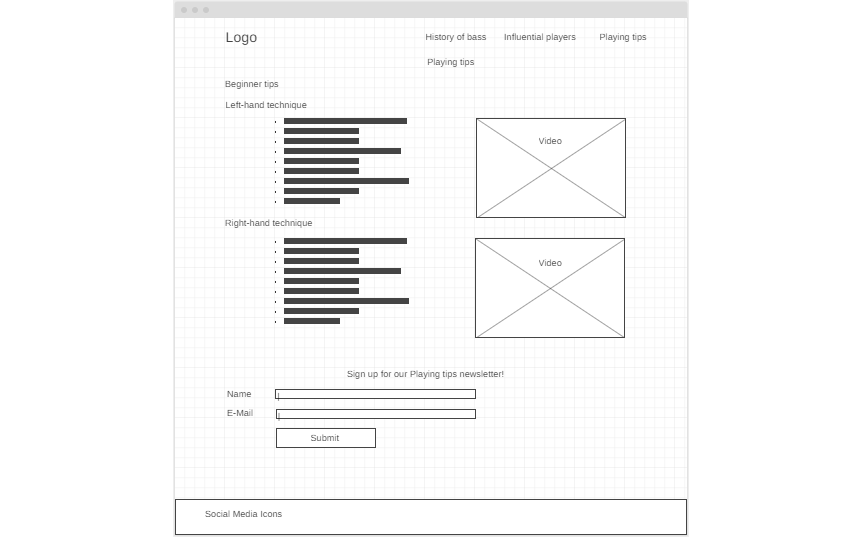 Logo
History of bass Influential players Playing tips
Playing tips
Beginner tips
Left-hand technique
Video
Right-hand technique
Video
Sign up for our Playing tips newsletter!
Name
E-Mail
Submit
Social Media Icons